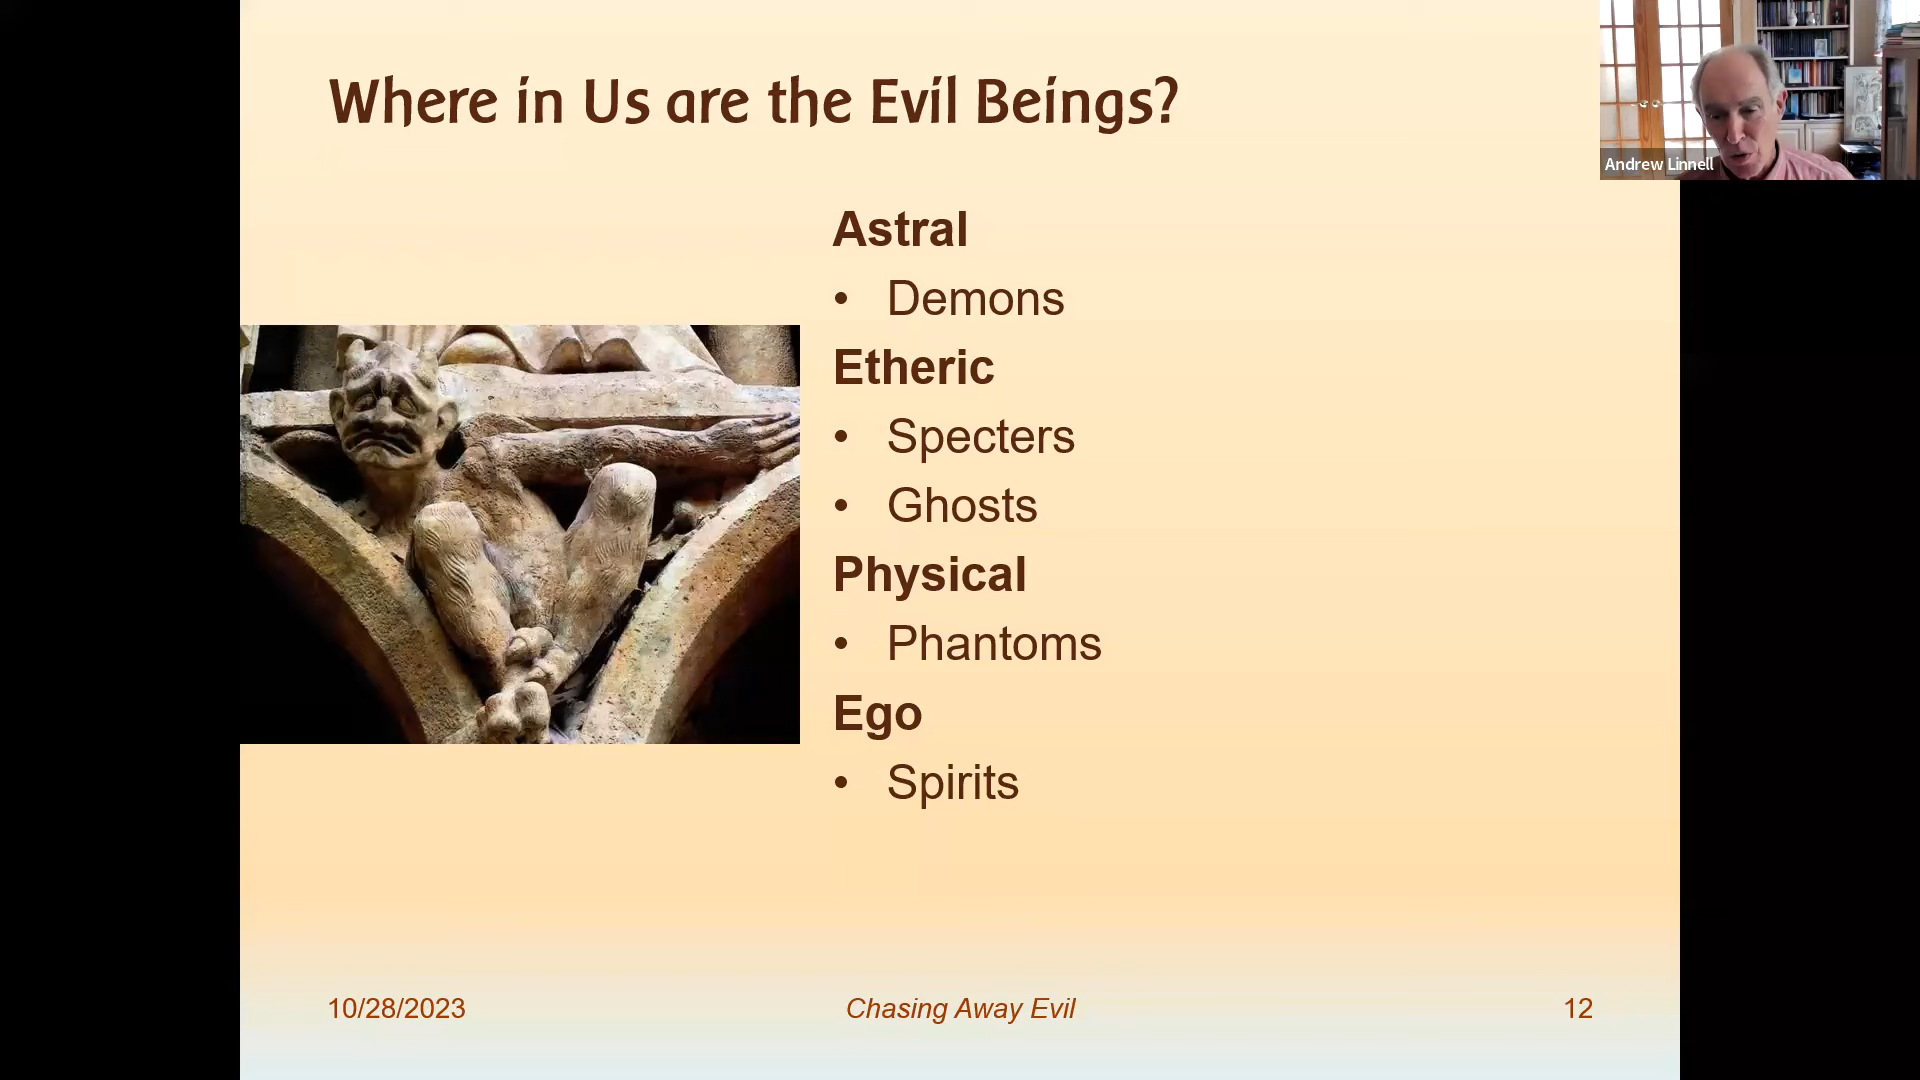 Where in Us are the Evil Beings?
Andrew Linnell
Astral
• Demons
Etheric
• Specters
• Ghosts
Physical
• Phantoms
Ego
• Spirits
10/28/2023
Chasing Away Evil
12